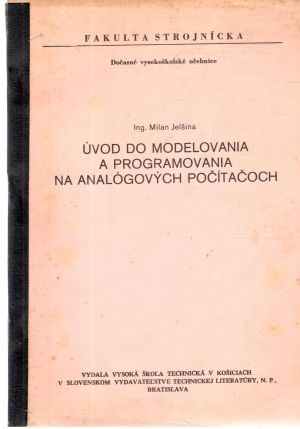 FAKULTA STROJNÍCKA
Dočasné vysokoškolské učebnice
Ing. Milan Jelšina
ÚVOD DO MODELOVANIA
A PROGRAMOVANIA
NA ANALÓGOVÝCH POČÍTAČOCH
VYDALA VYSOKÁ ŠKOLA TECHNICKÁ V KOŠICIACH
V SLOVENSKOM VYDAVATEĽSTVE TECHNICKEJ LITERATÚRY, N. P.,
BRATISLAVA